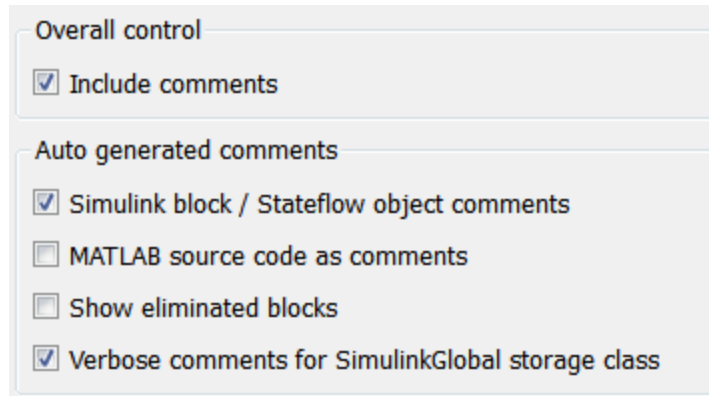 Overall control
Include comments
Auto generated comments
Simulink block / Stateflow object comments
MATLAB source code as comments
Show eliminated blocks
Verbose comments for SimulinkGlobal storage class